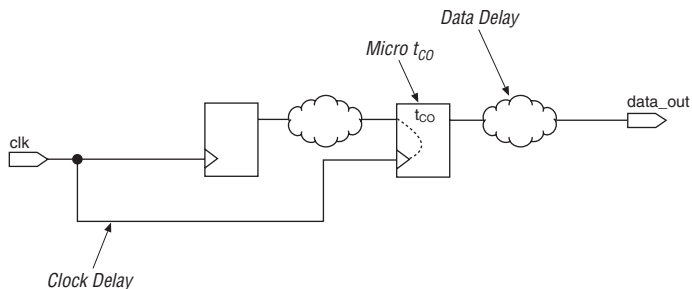 Data Delay
Micro tCO
tCO
data_out
clk
Clock Delay